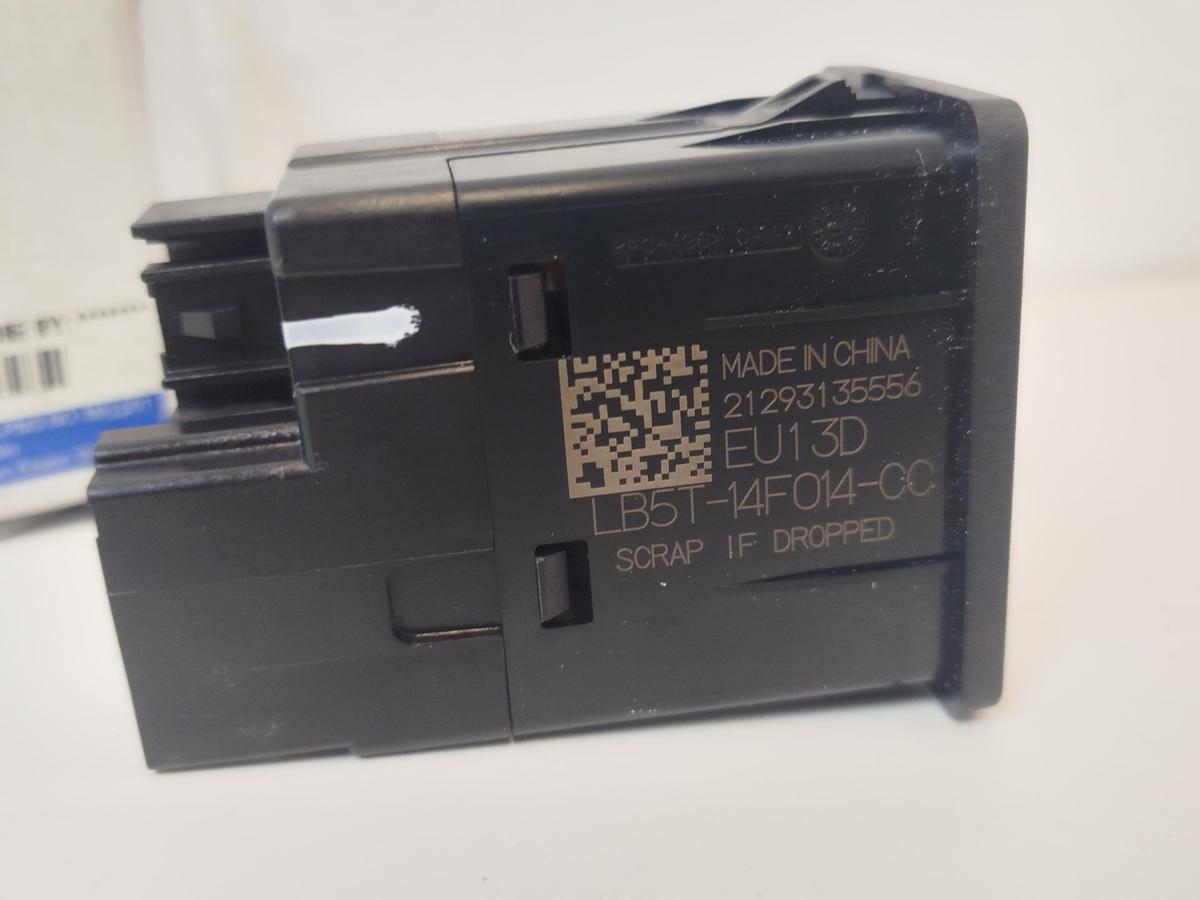 MADE IN CHINA
21293135556
EU13D
LB5T-14F014-CC
SCRAP IF DROPPED